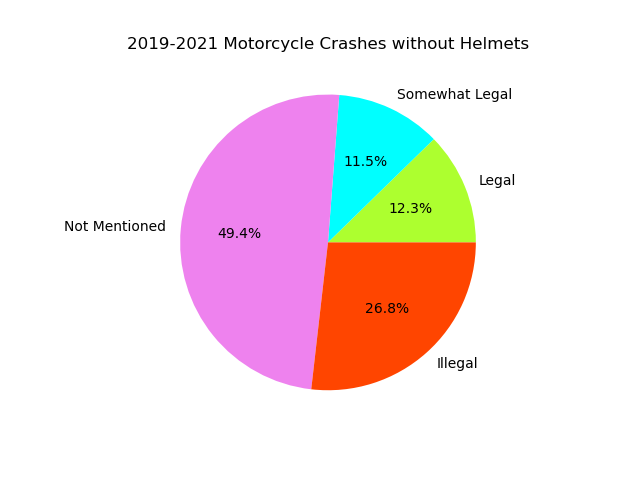 2019-2021 Motorcycle Crashes without Helmets
Somewhat Legal
11.5%
Legal
12.3%
Not Mentioned
49.4%
26.8%
Illegal